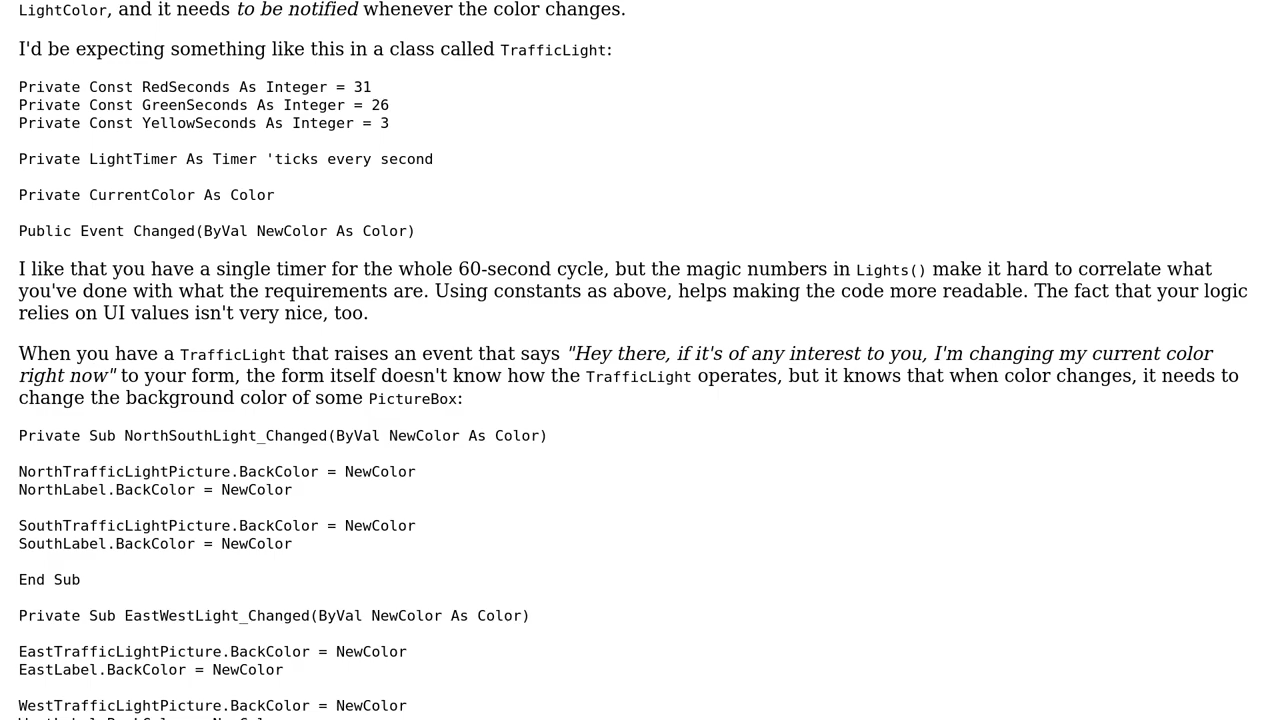 LightColor, and it needs to be notified whenever the color changes.
I'd be expecting something like this in a class called TrafficLight:
Private Const RedSeconds As Integer = 31
Private Const GreenSeconds As Integer = 26
Private Const YellowSeconds As Integer = 3
Private LightTimer As Timer 'ticks every second
Private CurrentColor As Color
Public Event Changed(ByVal NewColor As Color)
I like that you have a single timer for the whole 60-second cycle, but the magic numbers in Lights() make it hard to correlate what
you've done with what the requirements are. Using constants as above, helps making the code more readable. The fact that your logic
relies on UI values isn't very nice, too.
When you have a TrafficLight that raises an event that says "Hey there, if it's of any interest to you, I'm changing my current color
right now" to your form, the form itself doesn't know how the TrafficLight operates, but it knows that when color changes, it needs to
change the background color of some PictureBox:
Private Sub NorthSouthLight_Changed(ByVal NewColor As Color)
NorthTrafficLightPicture.BackColor = NewColor
NorthLabel.BackColor = NewColor
SouthTrafficLightPicture.BackColor = NewColor
SouthLabel.BackColor = NewColor
End Sub
Private Sub EastWestLight_Changed(ByVal NewColor As Color)
EastTrafficLightPicture.BackColor = NewColor
EastLabel.BackColor = NewColor
WestTrafficLightPicture.BackColor = NewColor